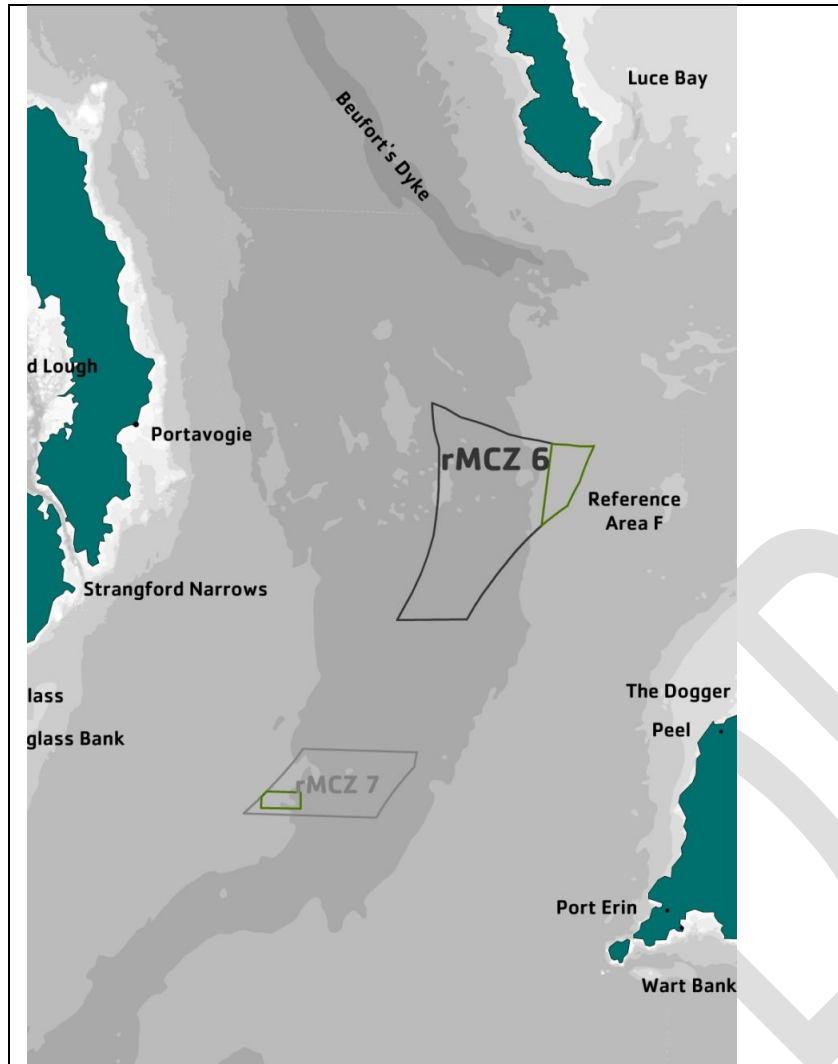 Luce Bay
Beufort's Dyke
d Lough
Portavogie
rMCZ 6
Reference
Area F
Strangford Narrows
lass
glass Bank
The Dogger
Peel
rMCZ 7
Port Erin
Wart Bank